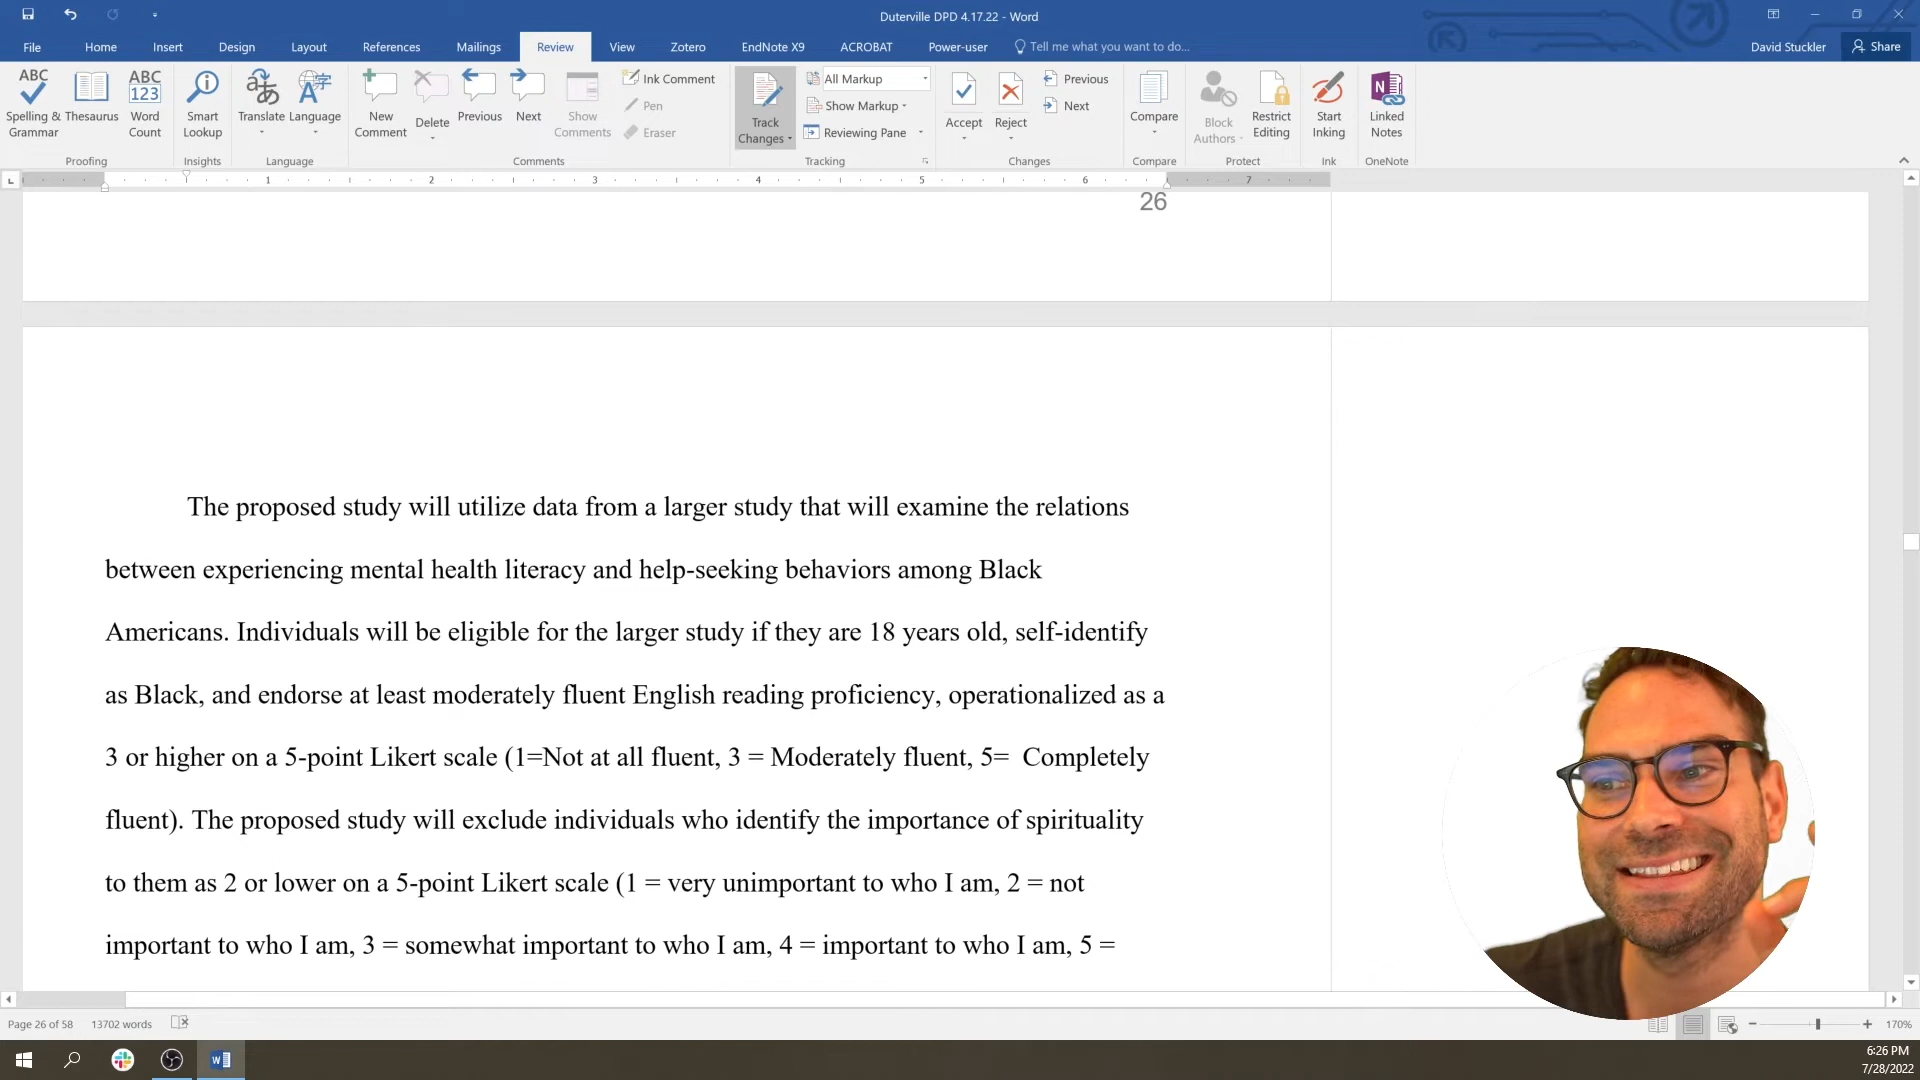 Duterville DPD 4.17.22 - Word
File Home Insert Design Layout References Mailings Review View Zotero EndNote X9 ACROBAT Power-user Tell me what you want to do... David Stuckler Share
ABC Spelling & Grammar
Thesaurus
ABC 123 Word Count
Smart Lookup
Translate
Language
New Comment
Delete
Previous
Next
Show Comments
Ink Comment
Pen
Eraser
Track Changes
All Markup
Show Markup
Reviewing Pane
Accept
Reject
Previous
Next
Compare
Block Authors
Restrict Editing
Start Inking
N Linked Notes
Proofing Insights Language Comments Tracking Changes Compare Protect Ink OneNote
1 2 3 4 5 6 7
26
The proposed study will utilize data from a larger study that will examine the relations
between experiencing mental health literacy and help-seeking behaviors among Black
Americans. Individuals will be eligible for the larger study if they are 18 years old, self-identify
as Black, and endorse at least moderately fluent English reading proficiency, operationalized as a
3 or higher on a 5-point Likert scale (1=Not at all fluent, 3 = Moderately fluent, 5=  Completely
fluent). The proposed study will exclude individuals who identify the importance of spirituality
to them as 2 or lower on a 5-point Likert scale (1 = very unimportant to who I am, 2 = not
important to who I am, 3 = somewhat important to who I am, 4 = important to who I am, 5 =
Page 26 of 58 13702 words 170%
6:26 PM
7/28/2022